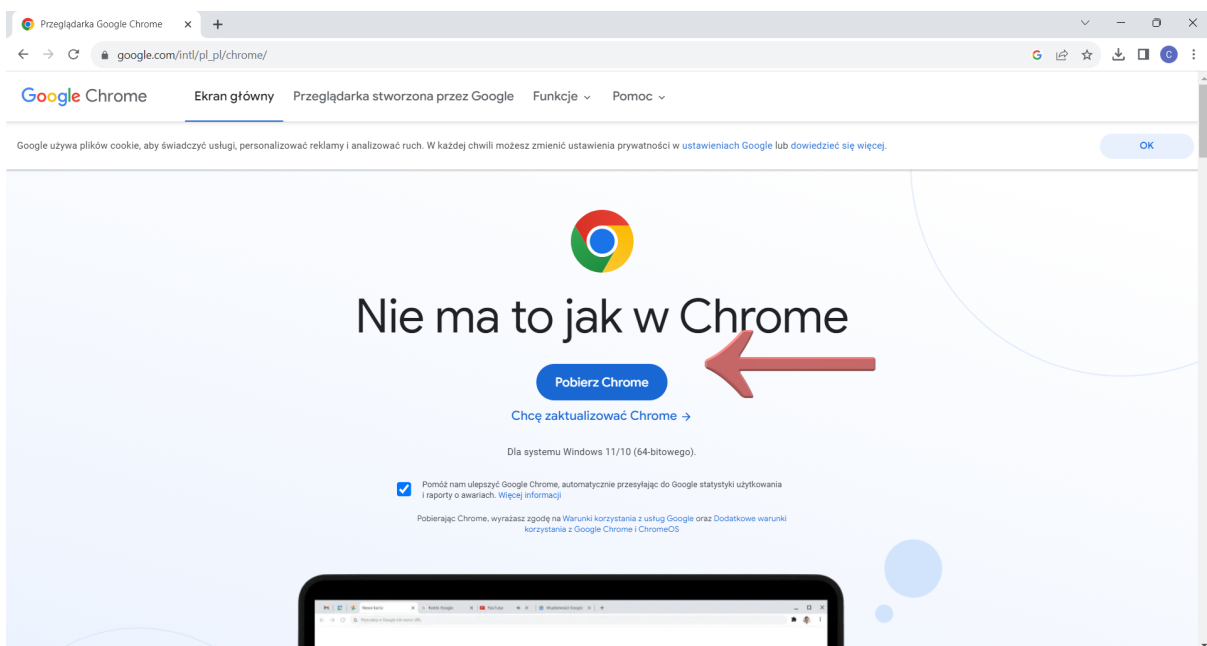 Przeglądarka Google Chrome
google.com/intl/pl_pl/chrome/
G
C
Google Chrome
Ekran główny
Przeglądarka stworzona przez Google
Funkcje
Pomoc
Google używa plików cookie, aby świadczyć usługi, personalizować reklamy i analizować ruch. W każdej chwili możesz zmienić ustawienia prywatności w ustawieniach Google lub dowiedzieć się więcej.
OK
Nie ma to jak w Chrome
Pobierz Chrome
Chcę zaktualizować Chrome →
Dla systemu Windows 11/10 (64-bitowego).
Pomóż nam ulepszyć Google Chrome, automatycznie przesyłając do Google statystyki użytkowania
i raporty o awariach. Więcej informacji
Pobierając Chrome, wyrażasz zgodę na Warunki korzystania z usług Google oraz Dodatkowe warunki
korzystania z Google Chrome i ChromeOS
Nowa karta
YouTube